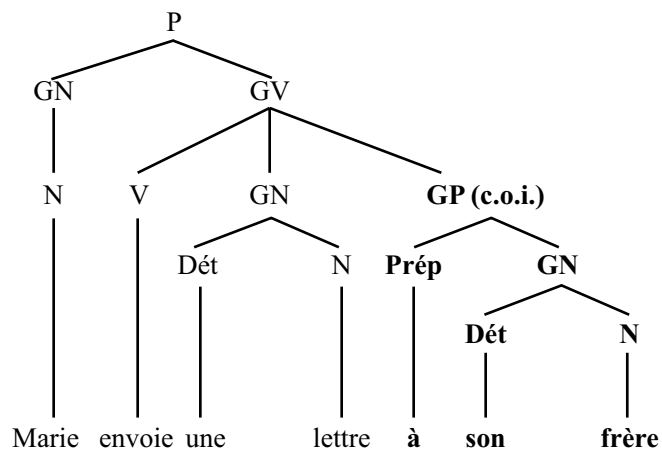 P
GN GV
N V GN GP (c.o.i.)
Dét N Prép GN
Dét N
Marie envoie une lettre à son frère